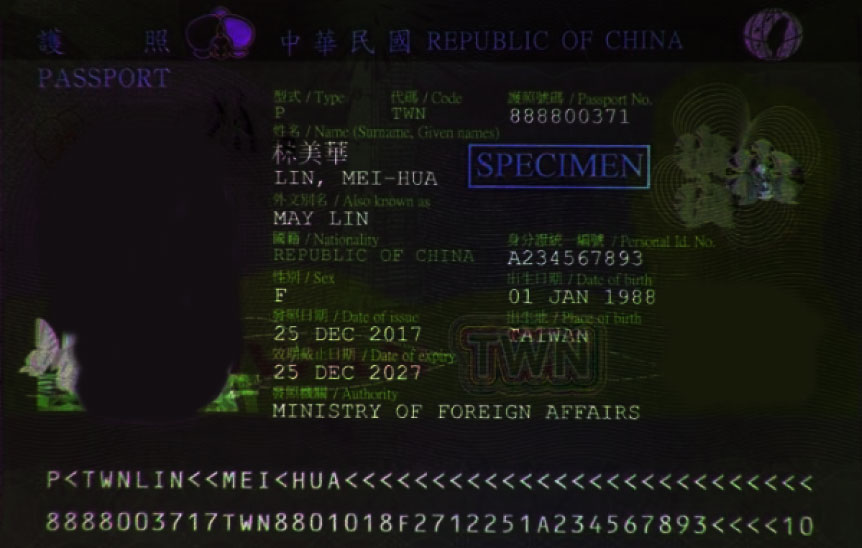 護照 中華民國 REPUBLIC OF CHINA
PASSPORT
型式 / Type 代碼 / Code 護照號碼 / Passport No.
P TWN 888800371
姓名 / Name (Surname, Given names)
林美華
SPECIMEN
LIN, MEI-HUA
外文別名 / Also known as
MAY LIN
國籍 / Nationality 身分證統一編號 / Personal Id. No.
REPUBLIC OF CHINA A234567893
性別 / Sex 出生日期 / Date of birth
F 01 JAN 1988
發照日期 / Date of issue 出生地 / Place of birth
25 DEC 2017 TAIWAN
效期截止日期 / Date of expiry
TWN
25 DEC 2027
發照機關 / Authority
MINISTRY OF FOREIGN AFFAIRS
P<TWNLIN<<MEI<HUA<<<<<<<<<<<<<<<<<<<<<<<<<<<
8888003717TWN8801018F2712251A234567893<<<<10